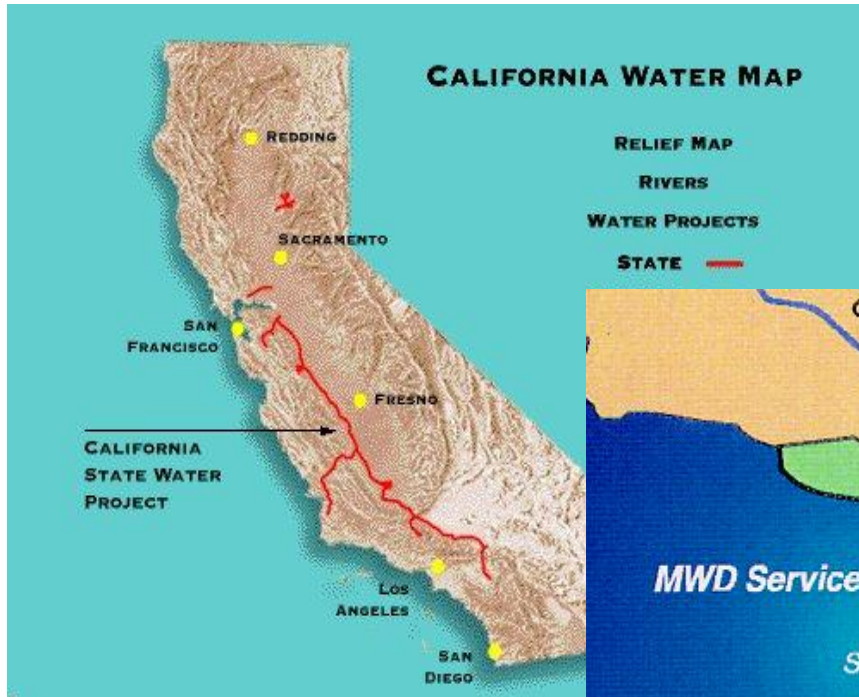 CALIFORNIA WATER MAP
RELIEF MAP
RIVERS
WATER PROJECTS
STATE
REDDING
SACRAMENTO
SAN
FRANCISCO
FRESNO
CALIFORNIA
STATE WATER
PROJECT
LOS
ANGELES
SAN
DIEGO
MWD Service